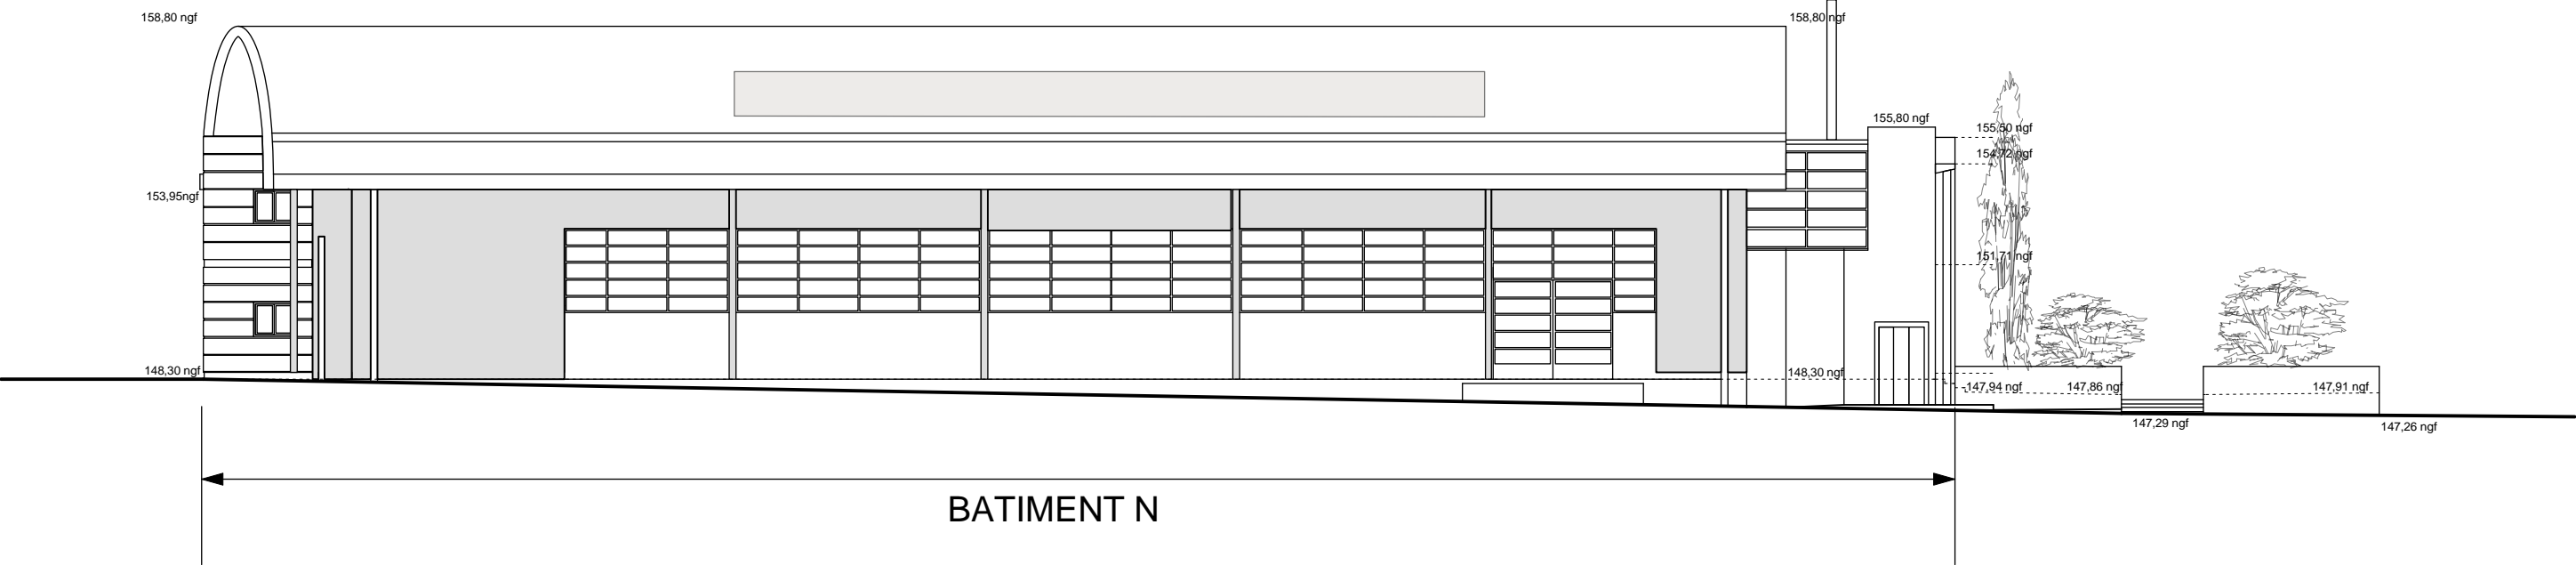 158,80 ngf
158,80 ngf
155,80 ngf
155,50 ngf
154,72 ngf
153,95ngf
151,71 ngf
148,30 ngf
148,30 ngf
147,94 ngf
147,86 ngf
147,91 ngf
147,29 ngf
147,26 ngf
BATIMENT N